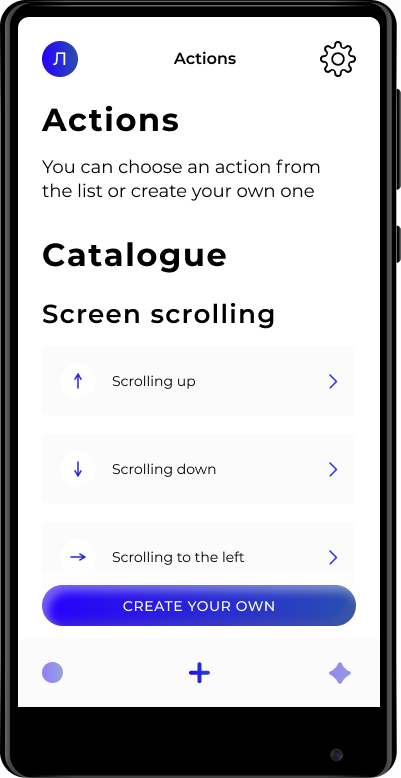 Л
Actions
Actions
You can choose an action from
the list or create your own one
Catalogue
Screen scrolling
Scrolling up
Scrolling down
Scrolling to the left
CREATE YOUR OWN